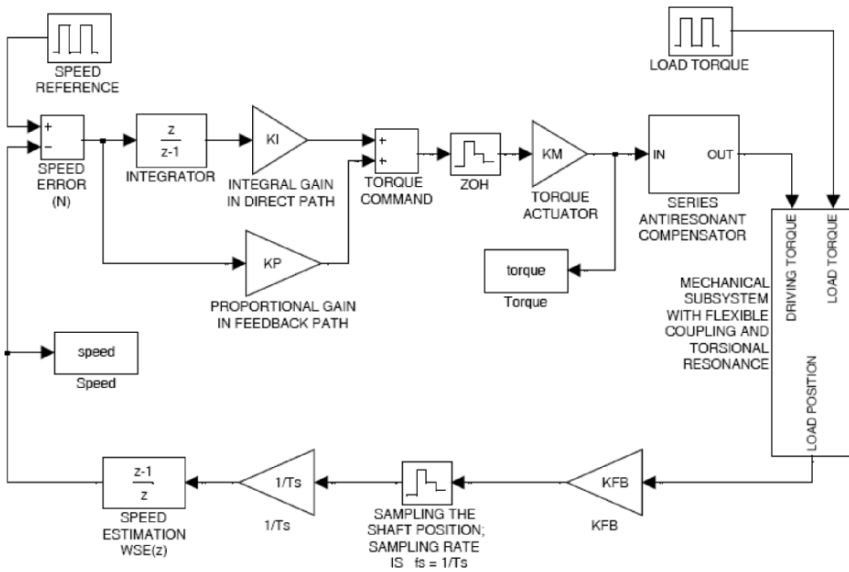 SPEED
REFERENCE
LOAD TORQUE
+
−
SPEED
ERROR
(N)
z
z-1
INTEGRATOR
KI
INTEGRAL GAIN
IN DIRECT PATH
+
+
TORQUE
COMMAND
ZOH
KM
TORQUE
ACTUATOR
IN OUT
SERIES
ANTIRESONANT
COMPENSATOR
KP
PROPORTIONAL GAIN
IN FEEDBACK PATH
torque
Torque
DRIVING TORQUE
LOAD TORQUE
LOAD POSITION
MECHANICAL
SUBSYSTEM
WITH FLEXIBLE
COUPLING AND
TORSIONAL
RESONANCE
speed
Speed
z-1
z
SPEED
ESTIMATION
WSE(z)
1/Ts
1/Ts
SAMPLING THE
SHAFT POSITION;
SAMPLING RATE
IS fs = 1/Ts
KFB
KFB